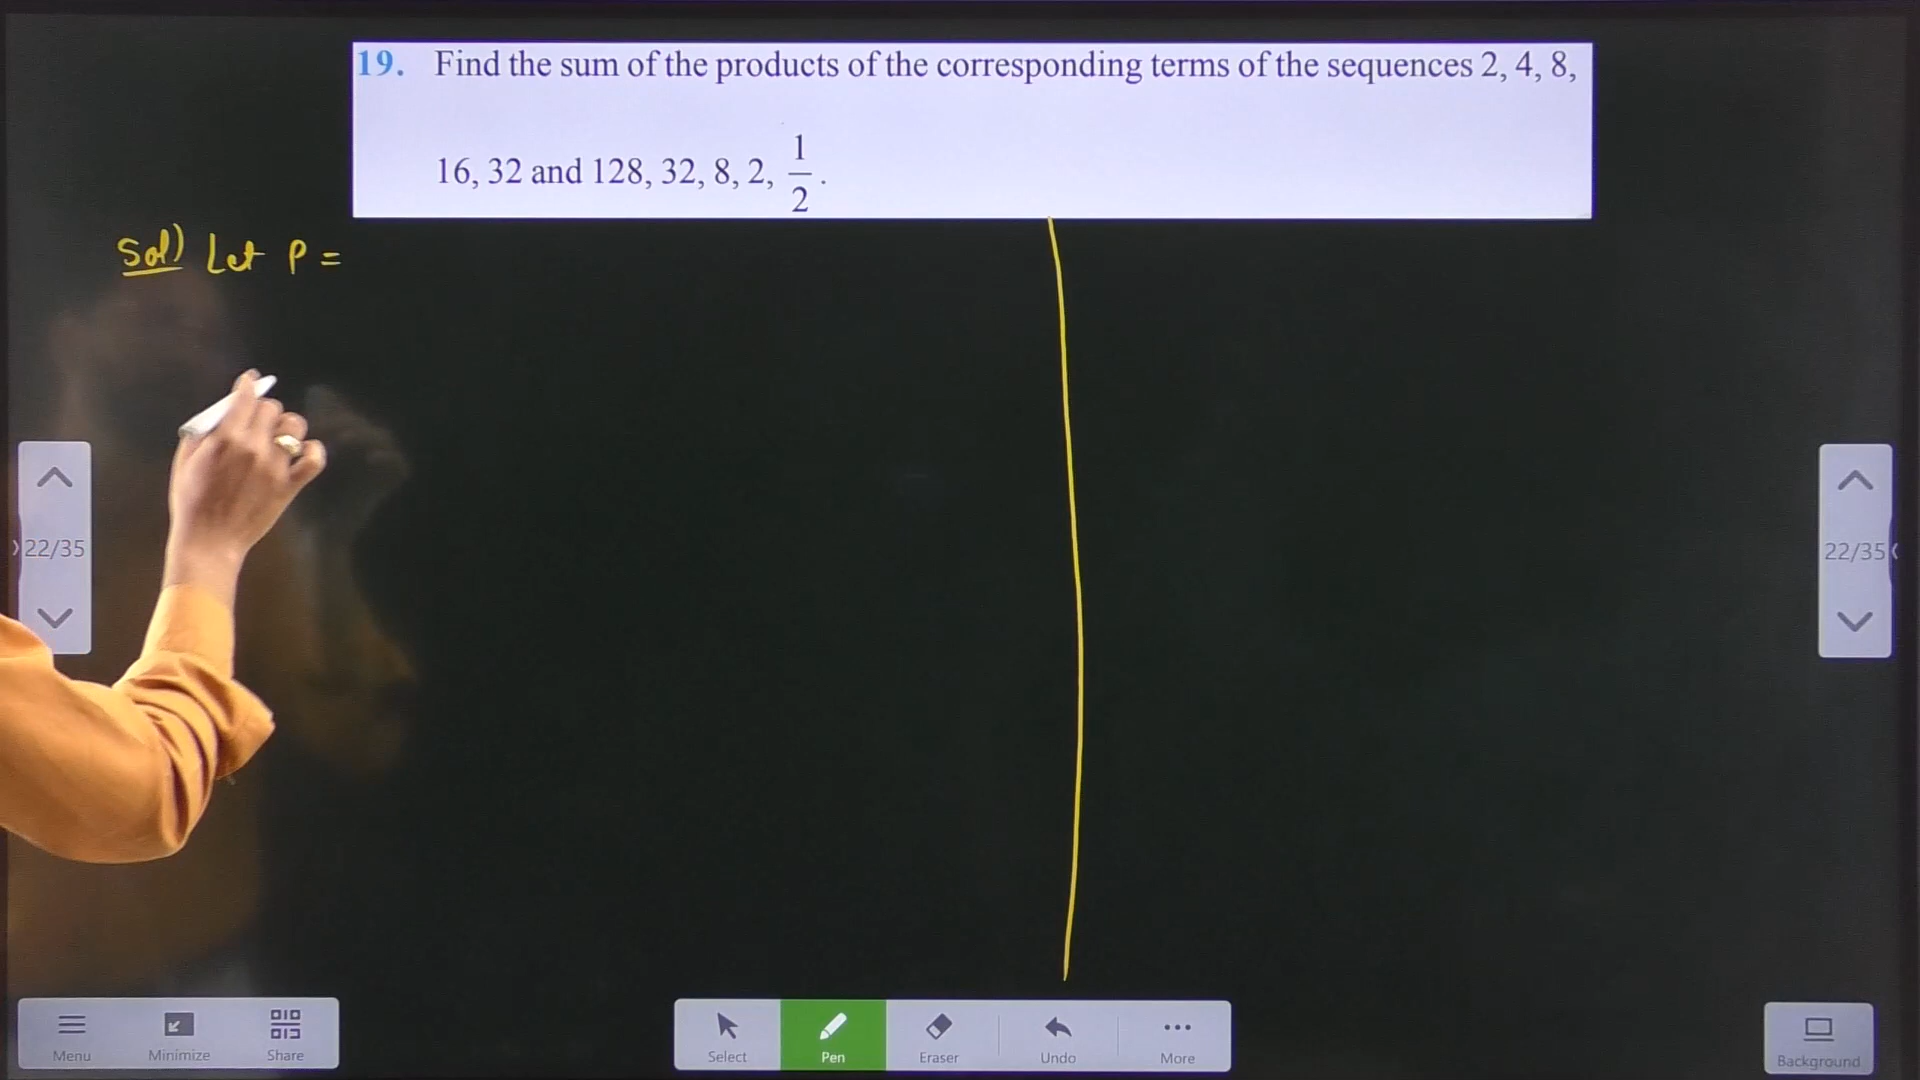 19. Find the sum of the products of the corresponding terms of the sequences 2, 4, 8,
16, 32 and 128, 32, 8, 2, 1/2.
Sol) Let P =
22/35
22/35
Menu
Minimize
Share
Select
Pen
Eraser
Undo
More
Background